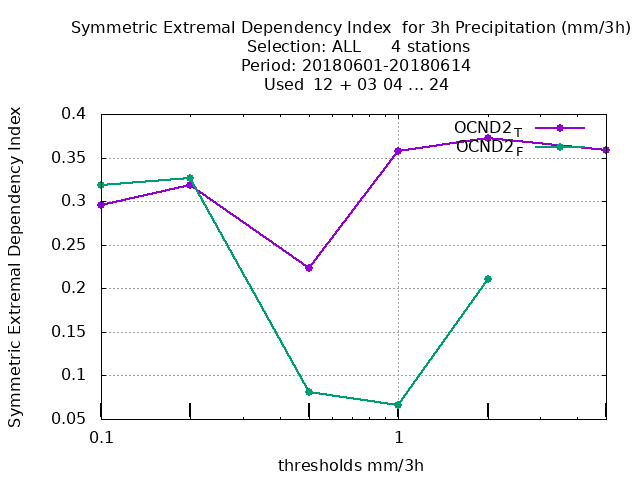 Symmetric Extremal Dependency Index for 3h Precipitation (mm/3h)
Selection: ALL 4 stations
Period: 20180601-20180614
Used 12 + 03 04 ... 24
Symmetric Extremal Dependency Index
0.4
0.35
0.3
0.25
0.2
0.15
0.1
0.05
OCND2T
OCND2F
0.1 1
thresholds mm/3h